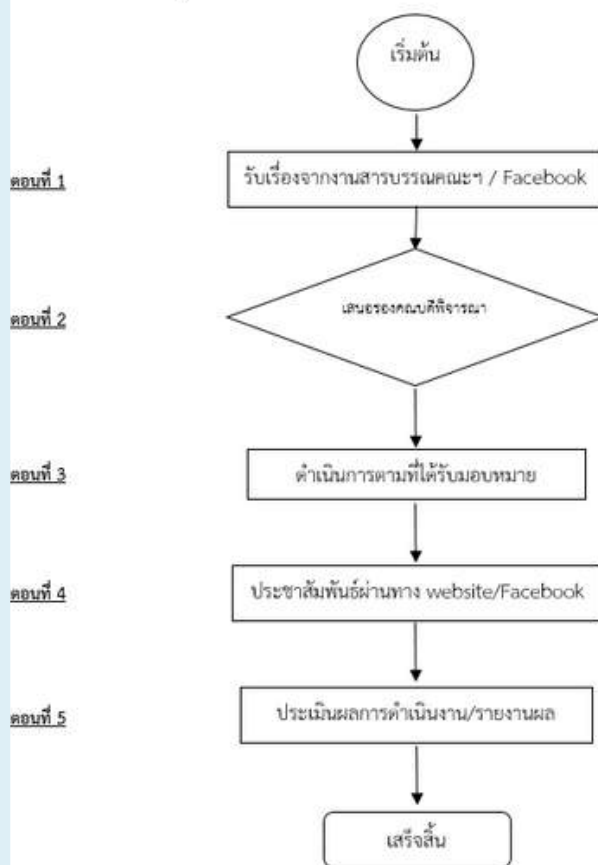 เริ่มต้น
ตอนที่ 1 รับเรื่องจากงานสารบรรณคณะฯ / Facebook
ตอนที่ 2 เสนอรองคณบดีพิจารณา
ตอนที่ 3 ดำเนินการตามที่ได้รับมอบหมาย
ตอนที่ 4 ประชาสัมพันธ์ผ่านทาง website/Facebook
ตอนที่ 5 ประเมินผลการดำเนินงาน/รายงานผล
เสร็จสิ้น